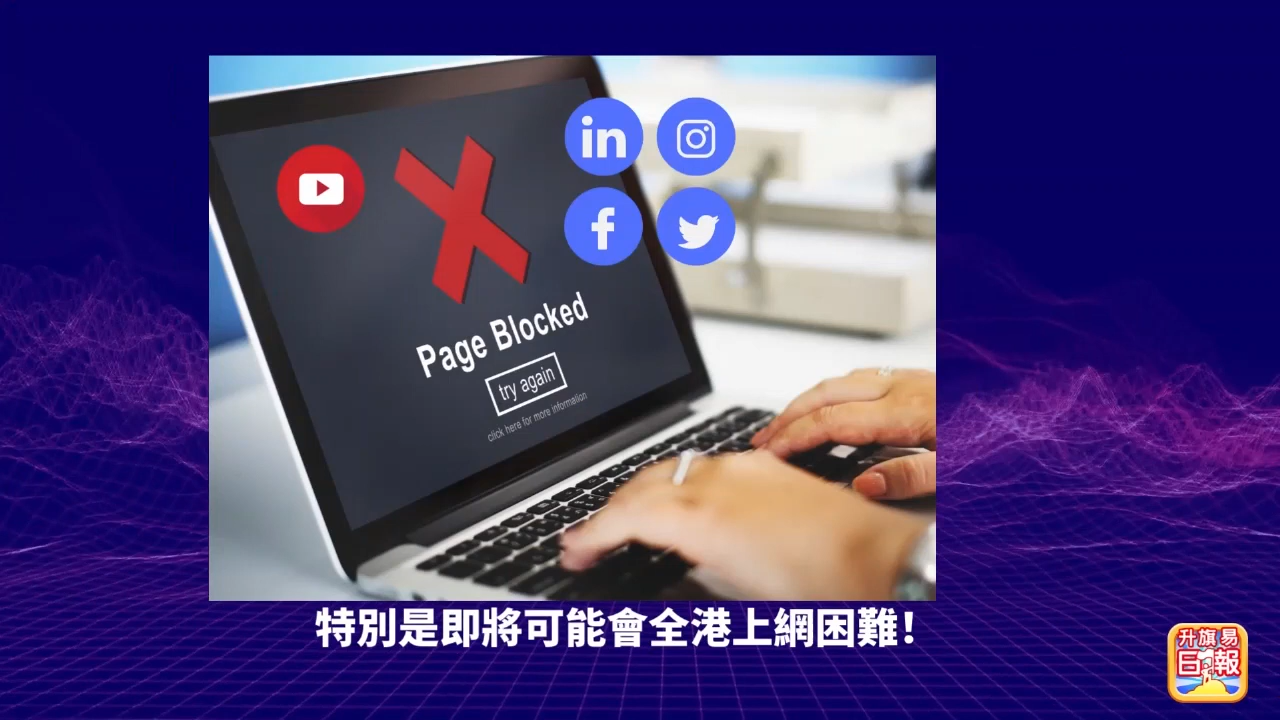 in
f
Page Blocked
try again
click here for more information
特別是即將可能會全港上網困難!
升旗易
日報